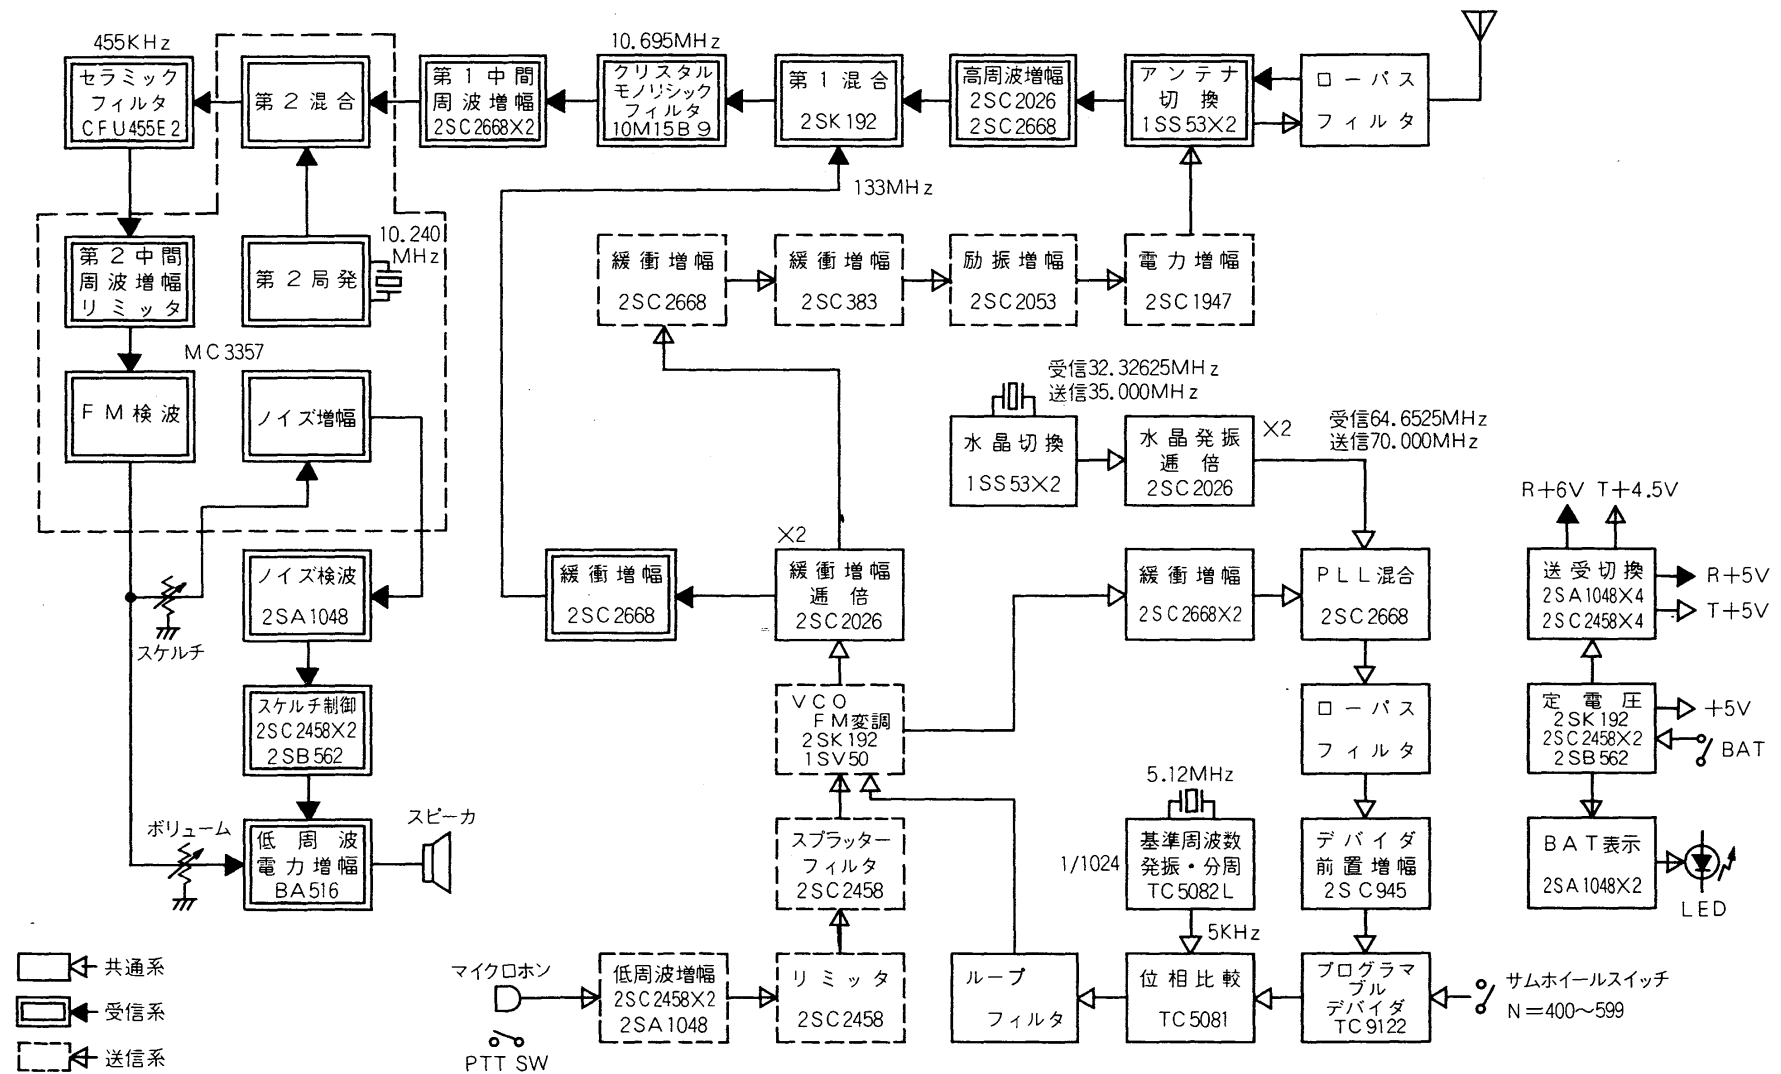 455KHz
セラミック
フィルタ
CFU455E2
第2混合
第1中間
周波増幅
2SC2668X2
10.695MHz
クリスタル
モノリシック
フィルタ
10M15B9
第1混合
2SK192
高周波増幅
2SC2026
2SC2668
アンテナ
切換
1SS53X2
ローパス
フィルタ
133MHz
第2中間
周波増幅
リミッタ
第2局発
10.240
MHz
緩衝増幅
2SC2668
緩衝増幅
2SC383
励振増幅
2SC2053
電力増幅
2SC1947
MC3357
FM検波
ノイズ増幅
受信32.32625MHz
送信35.000MHz
水晶切換
1SS53X2
水晶発振
逓倍
2SC2026
X2
受信64.6525MHz
送信70.000MHz
R+6V T+4.5V
ノイズ検波
2SA1048
スケルチ
緩衝増幅
2SC2668
X2
緩衝増幅
逓倍
2SC2026
緩衝増幅
2SC2668X2
PLL混合
2SC2668
送受切換
2SA1048X4
2SC2458X4
R+5V
T+5V
スケルチ制御
2SC2458X2
2SB562
VCO
FM変調
2SK192
1SV50
ローパス
フィルタ
定電圧
2SK192
2SC2458X2
2SB562
+5V
BAT
ボリューム
低周波
電力増幅
BA516
スピーカ
スプラッター
フィルタ
2SC2458
5.12MHz
1/1024
基準周波数
発振・分周
TC5082L
デバイダ
前置増幅
2SC945
BAT表示
2SA1048X2
LED
5KHz
マイクロホン
PTT SW
低周波増幅
2SC2458X2
2SA1048
リミッタ
2SC2458
ループ
フィルタ
位相比較
TC5081
プログラマ
ブル
デバイダ
TC9122
サムホイールスイッチ
N=400〜599
共通系
受信系
送信系